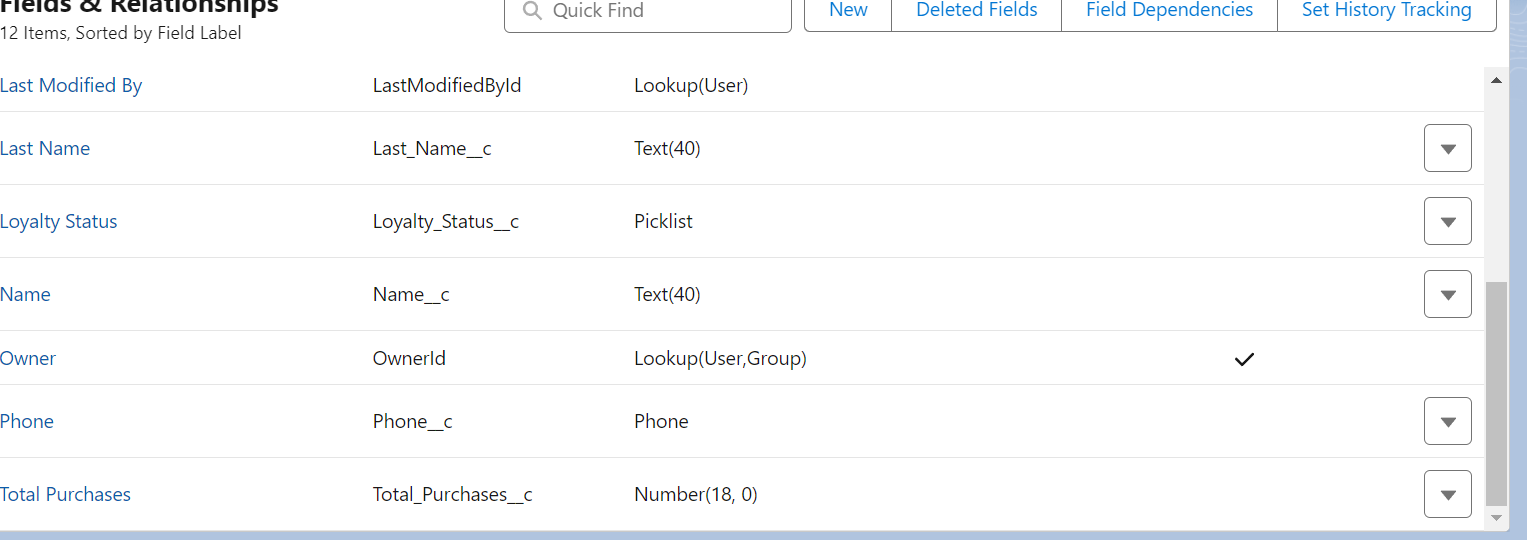 Fields & Relationships
12 Items, Sorted by Field Label
Quick Find
New Deleted Fields Field Dependencies Set History Tracking
Last Modified By LastModifiedById Lookup(User)
Last Name Last_Name__c Text(40)
Loyalty Status Loyalty_Status__c Picklist
Name Name__c Text(40)
Owner OwnerId Lookup(User,Group)
Phone Phone__c Phone
Total Purchases Total_Purchases__c Number(18, 0)